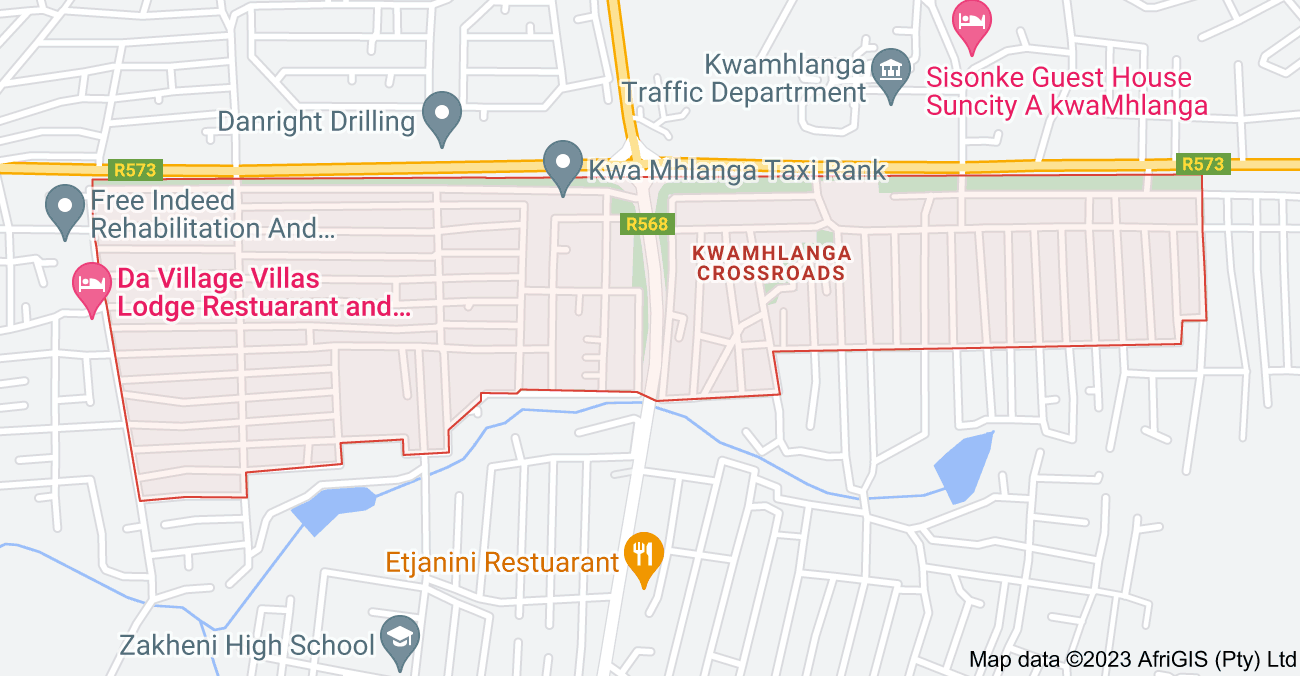 Kwamhlanga
Traffic Departrment
Sisonke Guest House
Suncity A kwaMhlanga
Danright Drilling
R573
Kwa Mhlanga Taxi Rank
R573
Free Indeed
Rehabilitation And...
R568
KWAMHLANGA
CROSSROADS
Da Village Villas
Lodge Restuarant and...
Etjanini Restuarant
Zakheni High School
Map data ©2023 AfriGIS (Pty) Ltd